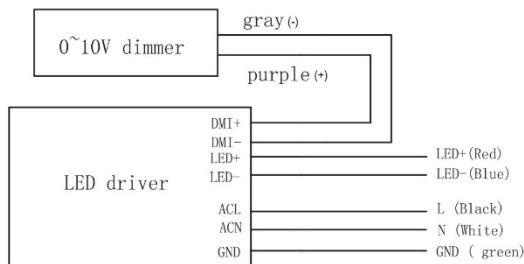 gray (-)
0~10V dimmer
purple (+)
DMI+
DMI-
LED+ LED+(Red)
LED- LED-(Blue)
LED driver
ACL L (Black)
ACN N (White)
GND GND ( green)